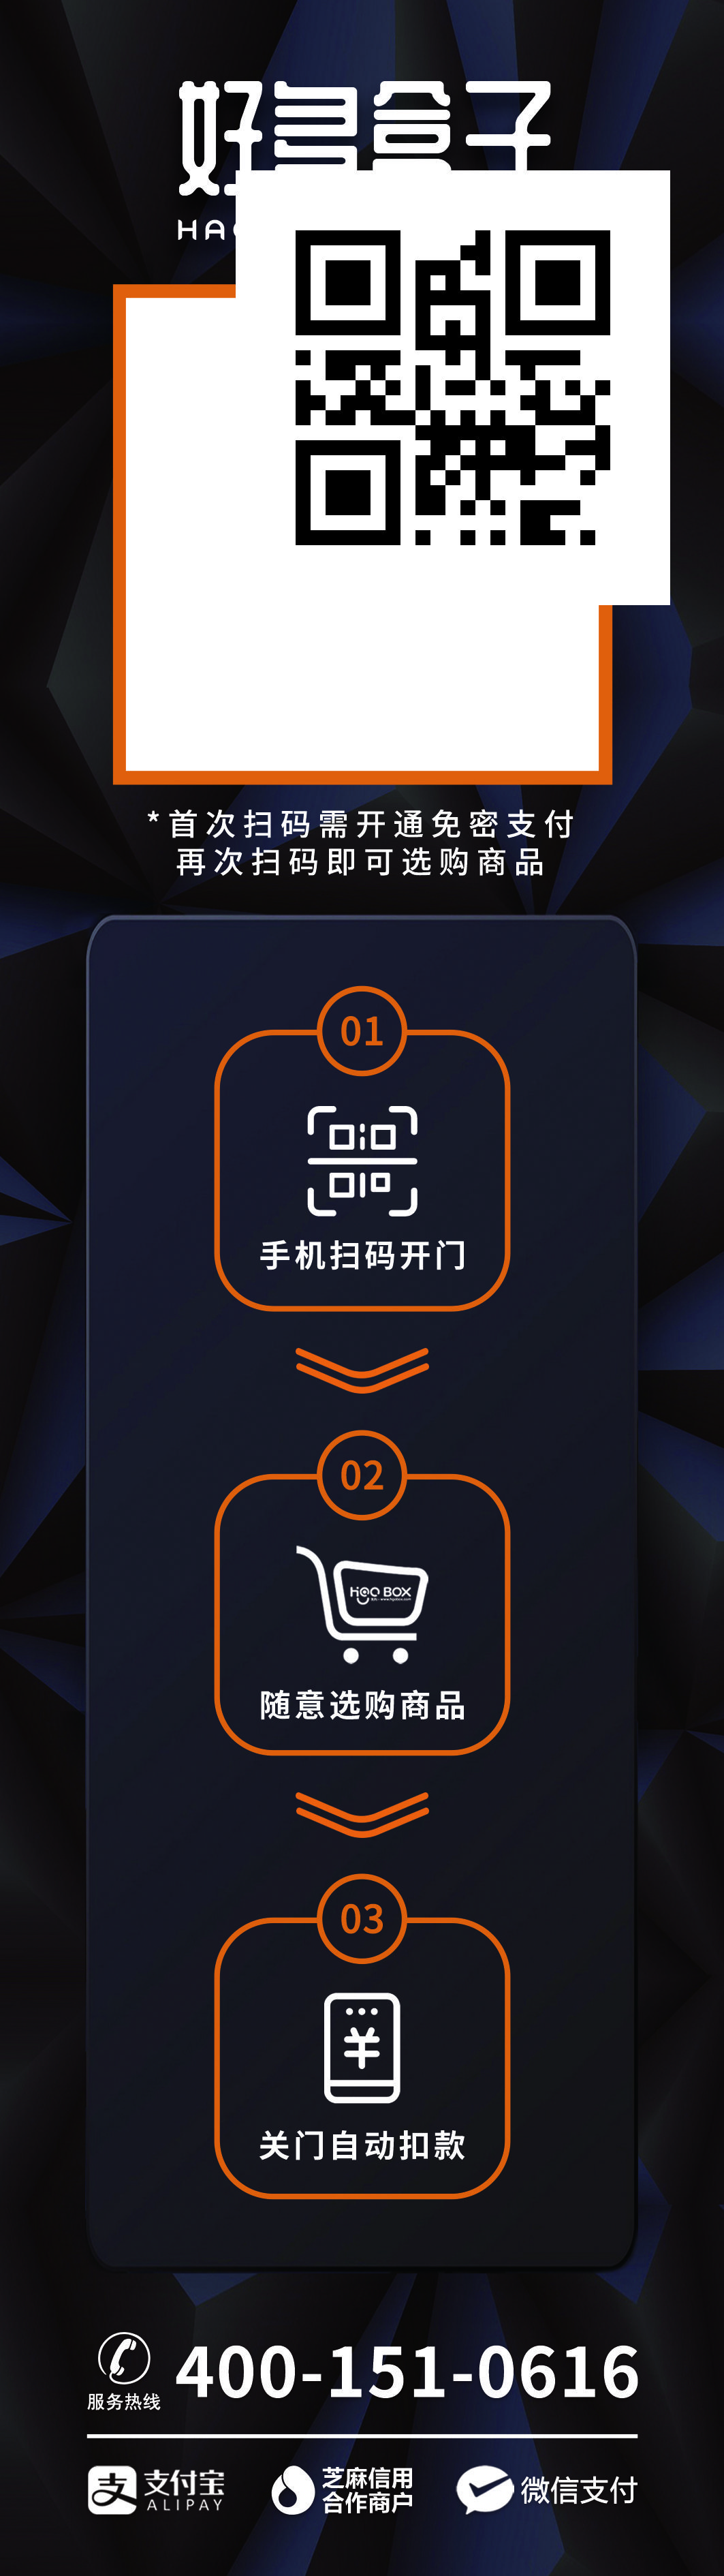 好多盒子
*首次扫码需开通免密支付
再次扫码即可选购商品
01
手机扫码开门
02
HAO BOX
随意选购商品
03
关门自动扣款
服务热线
400-151-0616
支付宝
ALIPAY
芝麻信用
合作商户
微信支付